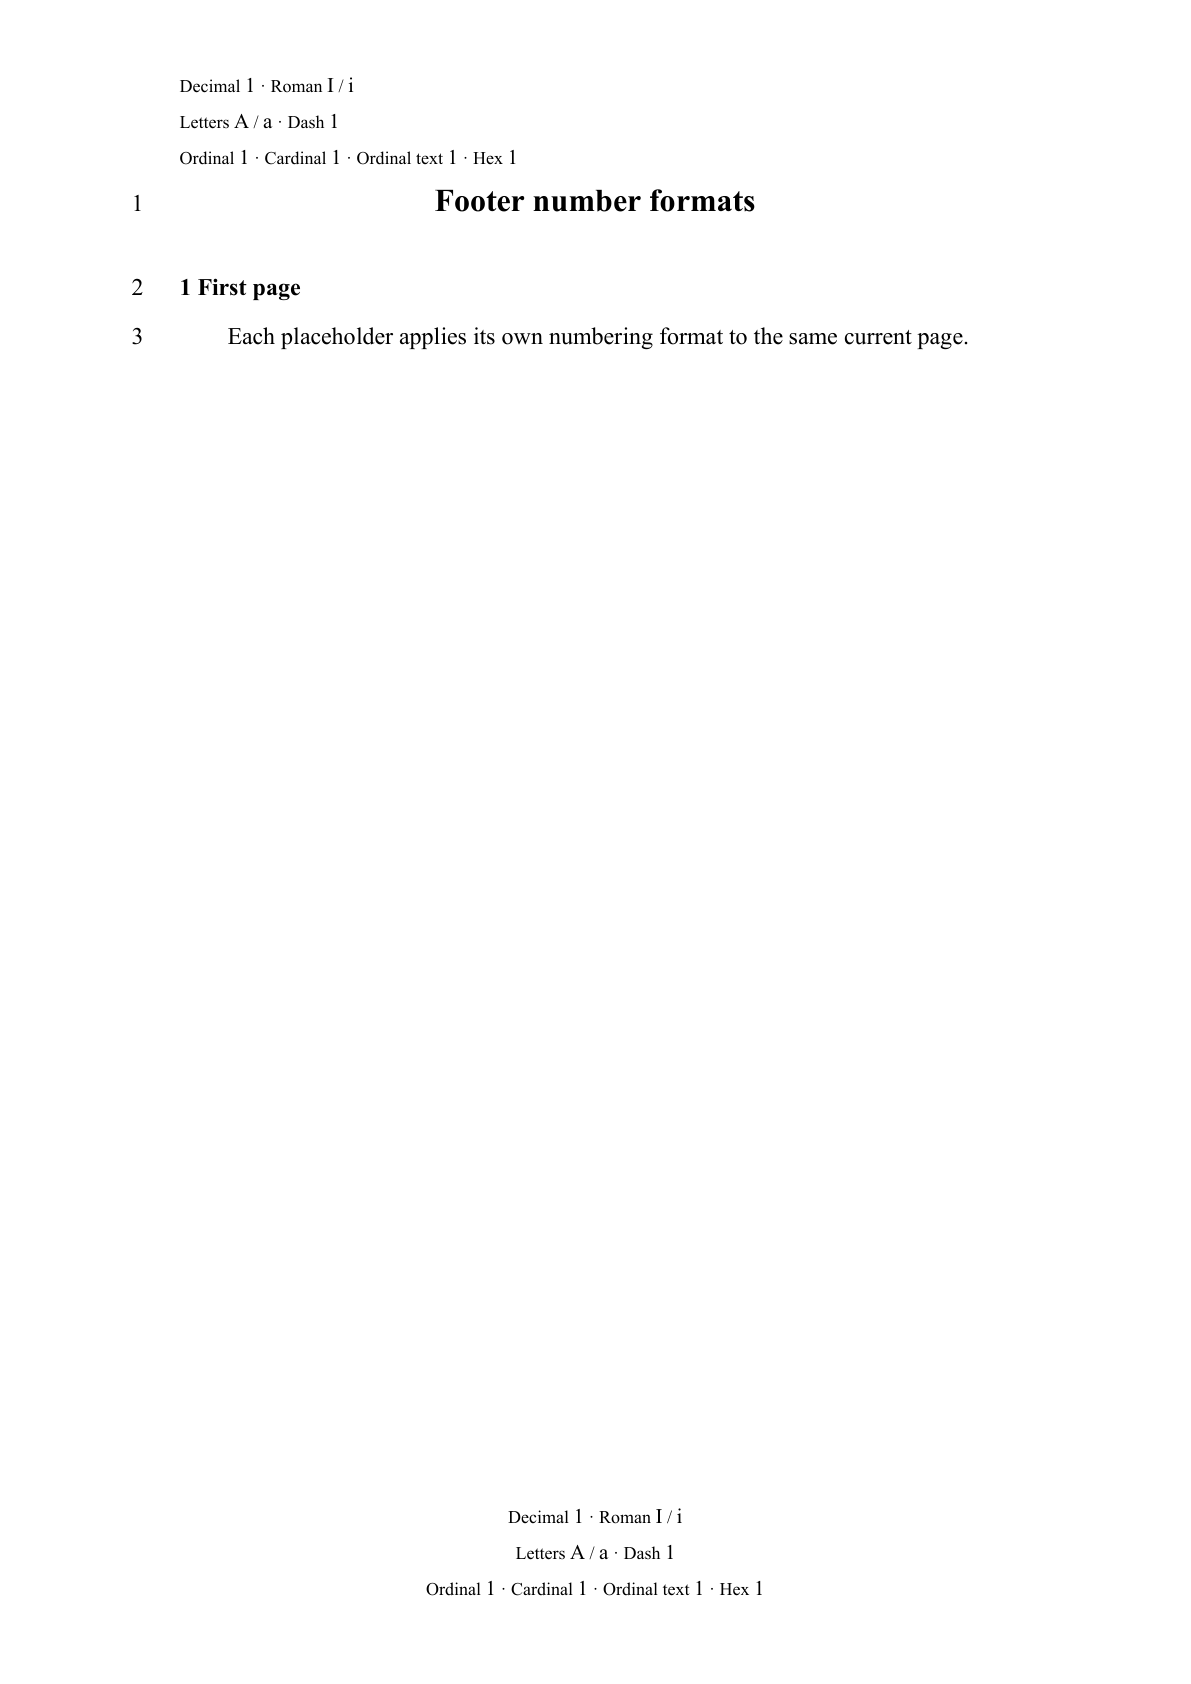 Decimal 1 · Roman I / i
Letters A / a · Dash 1
Ordinal 1 · Cardinal 1 · Ordinal text 1 · Hex 1
1 Footer number formats
2 1 First page
3 Each placeholder applies its own numbering format to the same current page.
Decimal 1 · Roman I / i
Letters A / a · Dash 1
Ordinal 1 · Cardinal 1 · Ordinal text 1 · Hex 1